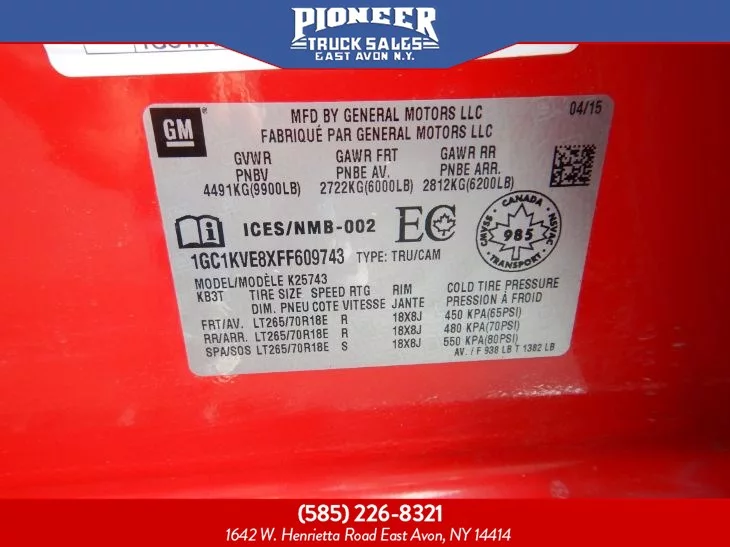 PIONEER
TRUCK SALES
EAST AVON N.Y.
GM
MFD BY GENERAL MOTORS LLC
04/15
FABRIQUÉ PAR GENERAL MOTORS LLC
GVWR GAWR FRT GAWR RR
PNBV PNBE AV. PNBE ARR.
4491KG(9900LB) 2722KG(6000LB) 2812KG(6200LB)
ICES/NMB-002 EC
CANADA
CMVSS NSVAC
985
TRANSPORT
1GC1KVE8XFF609743 TYPE: TRU/CAM
MODEL/MODÈLE K25743
KB3T TIRE SIZE SPEED RTG RIM COLD TIRE PRESSURE
DIM. PNEU COTE VITESSE JANTE PRESSION À FROID
FRT/AV. LT265/70R18E R 18X8J 450 KPA(65PSI)
RR/ARR. LT265/70R18E R 18X8J 480 KPA(70PSI)
SPA/SOS LT265/70R18E S 18X8J 550 KPA(80PSI)
AV. / F 938 LB T 1382 LB
(585) 226-8321
1642 W. Henrietta Road East Avon, NY 14414